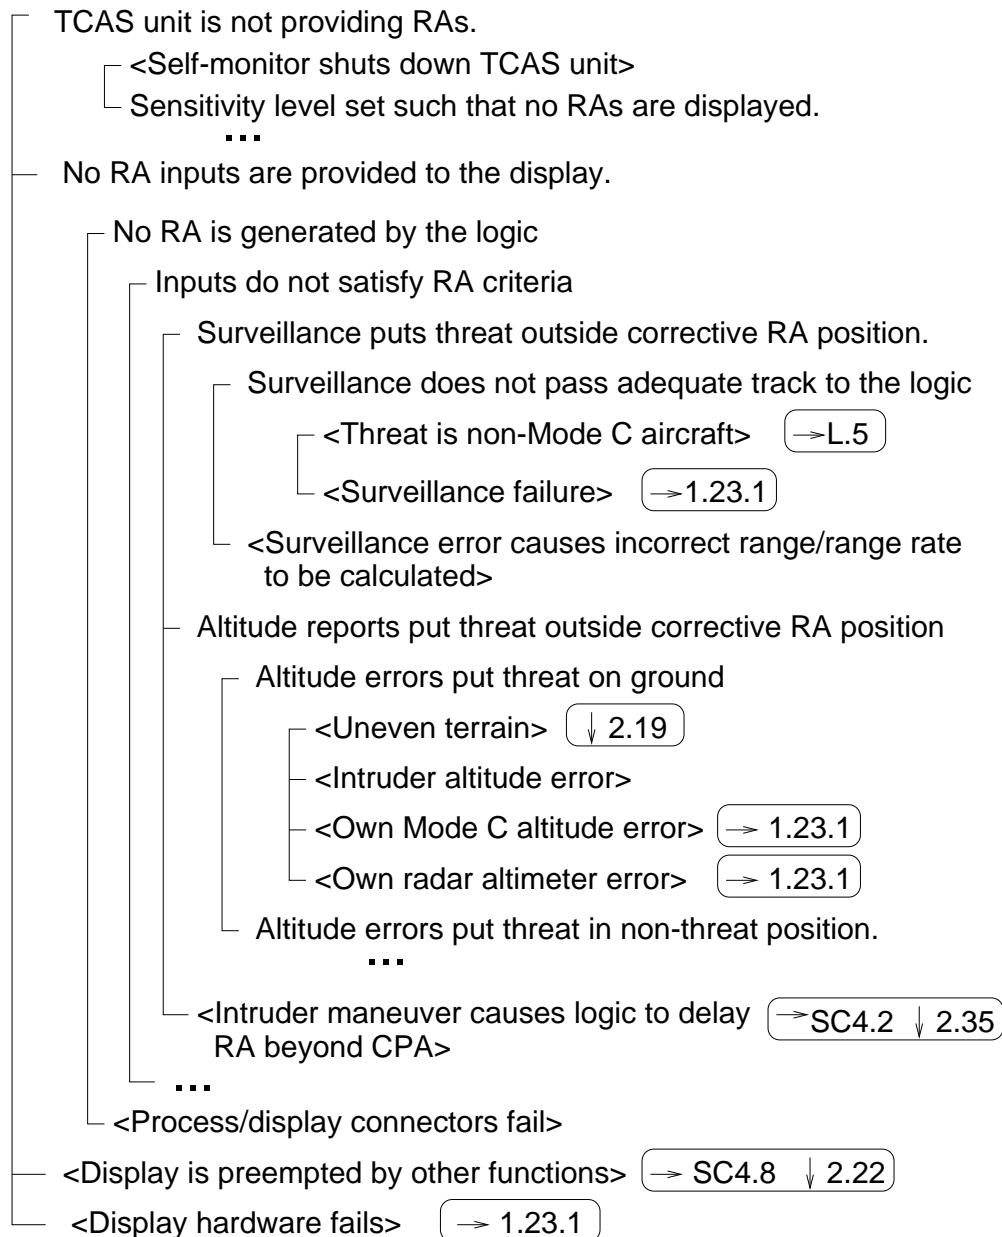 TCAS unit is not providing RAs.
<Self-monitor shuts down TCAS unit>
Sensitivity level set such that no RAs are displayed.
...
No RA inputs are provided to the display.
No RA is generated by the logic
Inputs do not satisfy RA criteria
Surveillance puts threat outside corrective RA position.
Surveillance does not pass adequate track to the logic
<Threat is non-Mode C aircraft> →L.5
<Surveillance failure> →1.23.1
<Surveillance error causes incorrect range/range rate
to be calculated>
Altitude reports put threat outside corrective RA position
Altitude errors put threat on ground
<Uneven terrain> ↓ 2.19
<Intruder altitude error>
<Own Mode C altitude error> → 1.23.1
<Own radar altimeter error> → 1.23.1
Altitude errors put threat in non-threat position.
...
<Intruder maneuver causes logic to delay →SC4.2 ↓ 2.35
RA beyond CPA>
...
<Process/display connectors fail>
<Display is preempted by other functions> → SC4.8 ↓ 2.22
<Display hardware fails> → 1.23.1